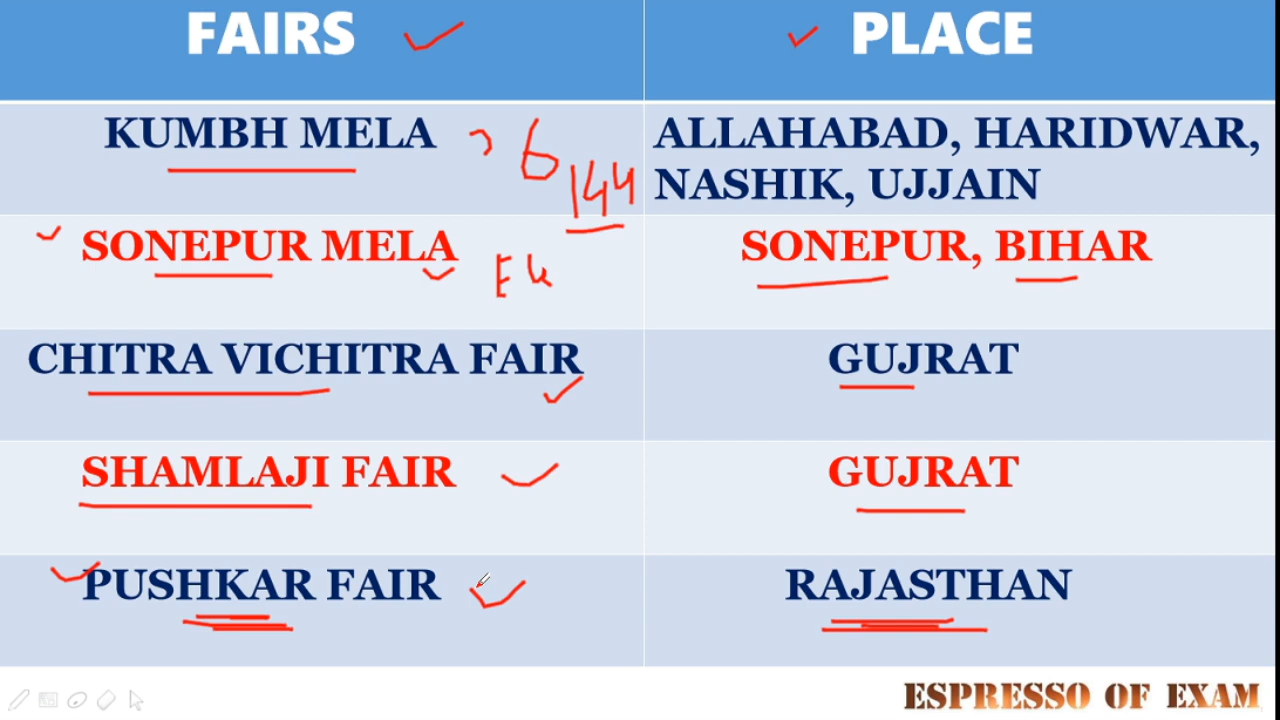 FAIRS
PLACE
KUMBH MELA
6
144
ALLAHABAD, HARIDWAR,
NASHIK, UJJAIN
SONEPUR MELA
SONEPUR, BIHAR
CHITRA VICHITRA FAIR
GUJRAT
SHAMLAJI FAIR
GUJRAT
PUSHKAR FAIR
RAJASTHAN
ESPRESSO OF EXAM